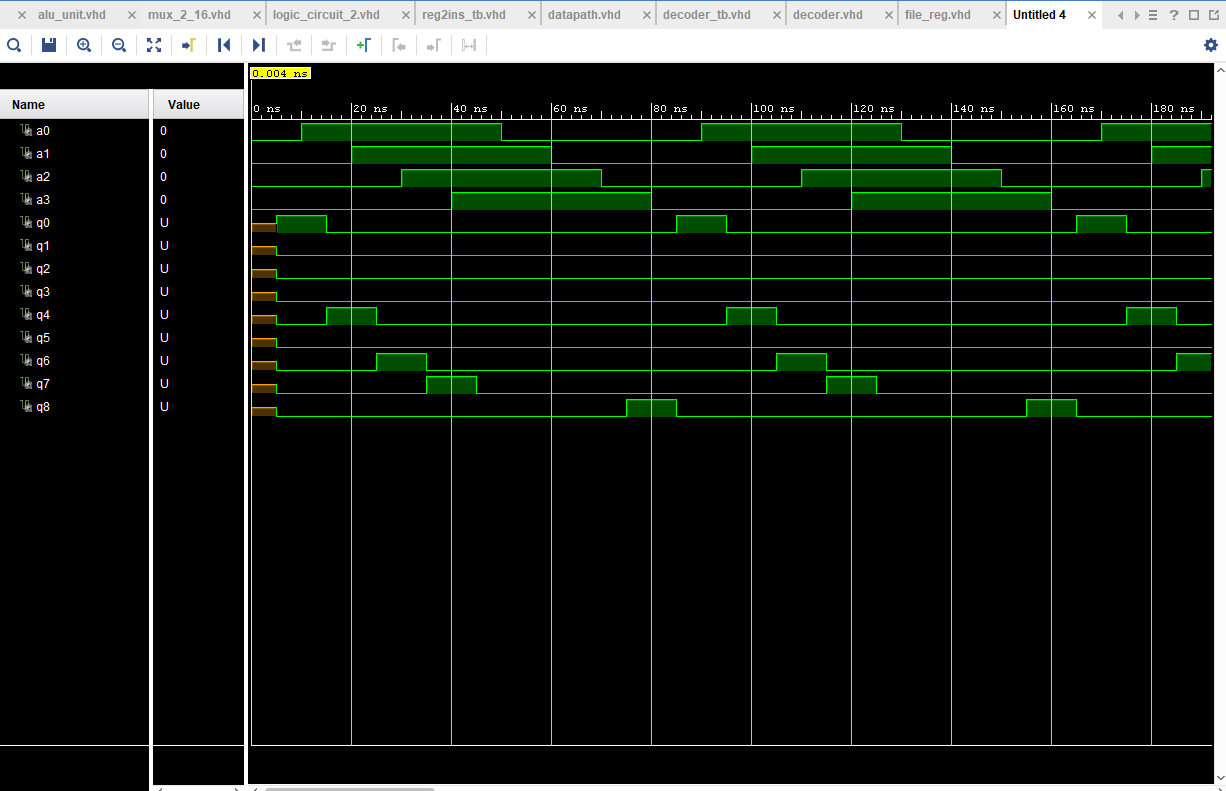 alu_unit.vhd mux_2_16.vhd logic_circuit_2.vhd reg2ins_tb.vhd datapath.vhd decoder_tb.vhd decoder.vhd file_reg.vhd Untitled 4
0.004 ns
Name Value
0 ns 20 ns 40 ns 60 ns 80 ns 100 ns 120 ns 140 ns 160 ns 180 ns
a0 0
a1 0
a2 0
a3 0
q0 U
q1 U
q2 U
q3 U
q4 U
q5 U
q6 U
q7 U
q8 U